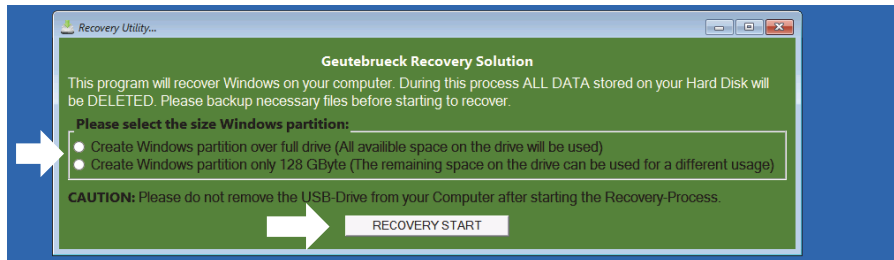 Recovery Utility...
Geutebrueck Recovery Solution
This program will recover Windows on your computer. During this process ALL DATA stored on your Hard Disk will
be DELETED. Please backup necessary files before starting to recover.
Please select the size Windows partition:
Create Windows partition over full drive (All availible space on the drive will be used)
Create Windows partition only 128 GByte (The remaining space on the drive can be used for a different usage)
CAUTION: Please do not remove the USB-Drive from your Computer after starting the Recovery-Process.
RECOVERY START